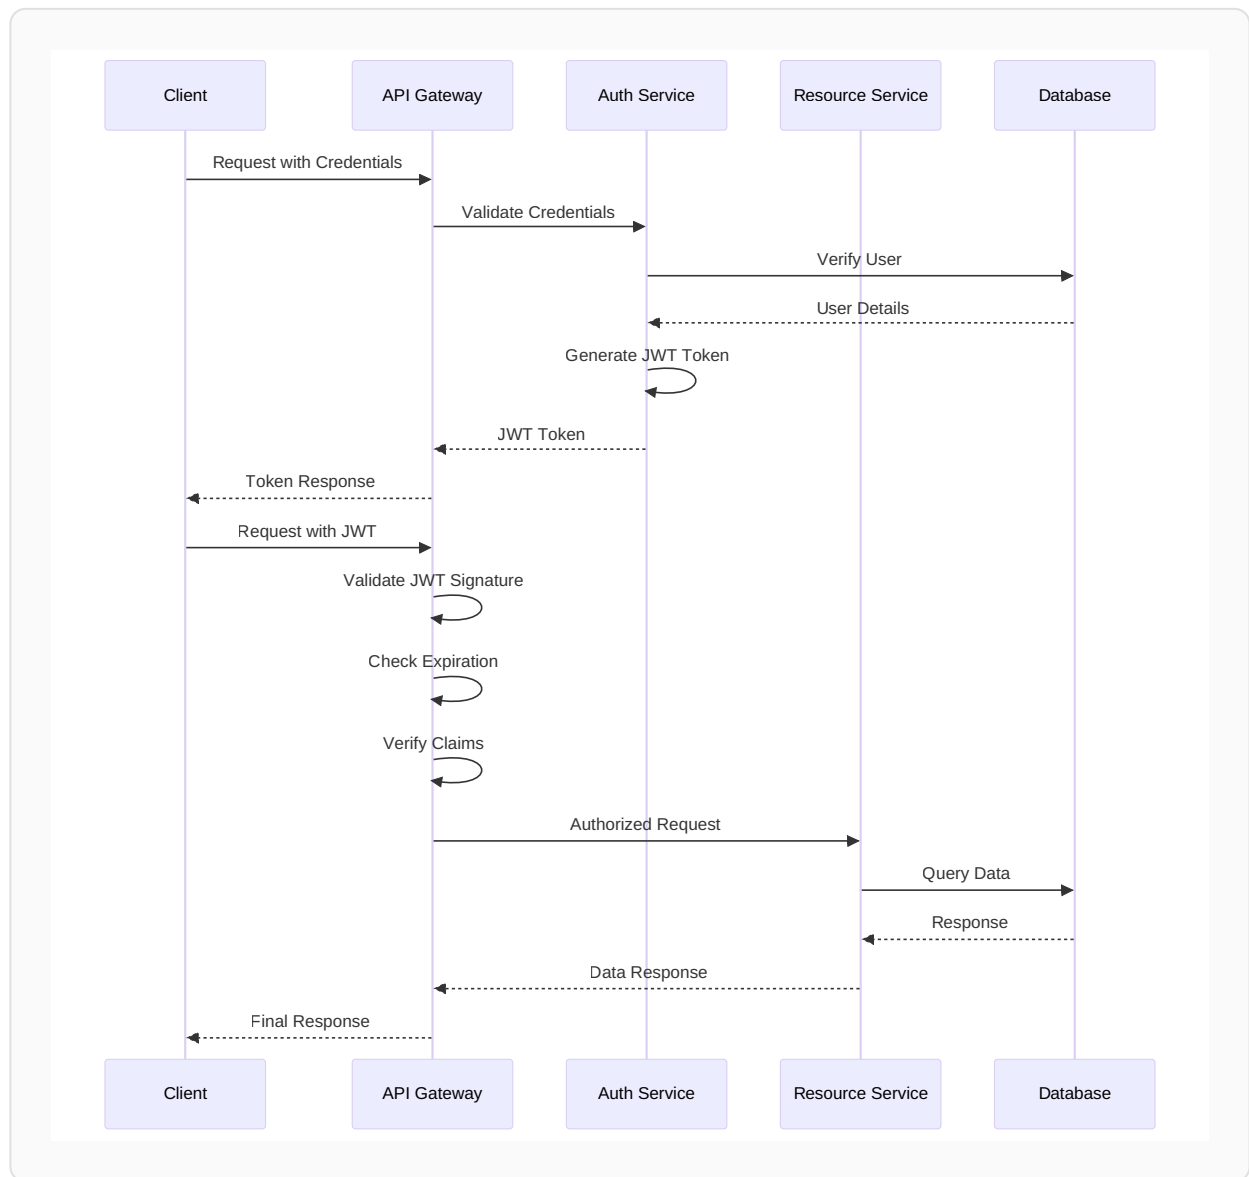 Client
API Gateway
Auth Service
Resource Service
Database
Request with Credentials
Validate Credentials
Verify User
User Details
Generate JWT Token
JWT Token
Token Response
Request with JWT
Validate JWT Signature
Check Expiration
Verify Claims
Authorized Request
Query Data
Response
Data Response
Final Response
Client
API Gateway
Auth Service
Resource Service
Database